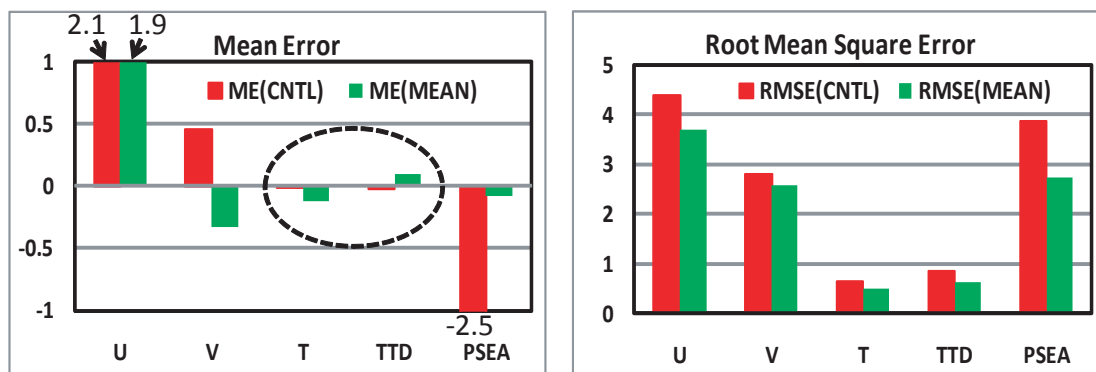 2.1 1.9
Mean Error
ME(CNTL) ME(MEAN)
1
0.5
0
-0.5
-1
-2.5
U V T TTD PSEA
Root Mean Square Error
RMSE(CNTL) RMSE(MEAN)
5
4
3
2
1
0
U V T TTD PSEA